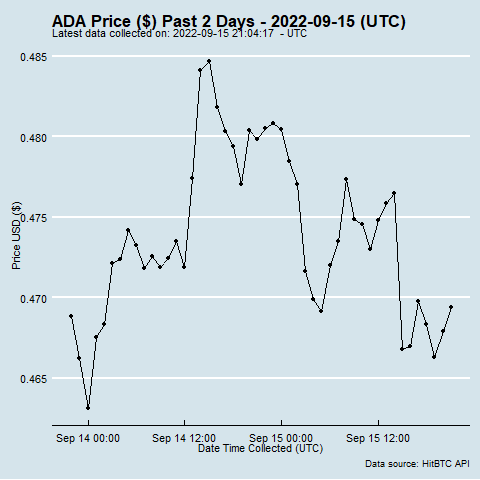 ADA Price ($) Past 2 Days - 2022-09-15 (UTC)
Latest data collected on: 2022-09-15 21:04:17 - UTC
0.485
0.480
0.475
0.470
0.465
Price USD ($)
Sep 14 00:00 Sep 14 12:00 Sep 15 00:00 Sep 15 12:00
Date Time Collected (UTC)
Data source: HitBTC API